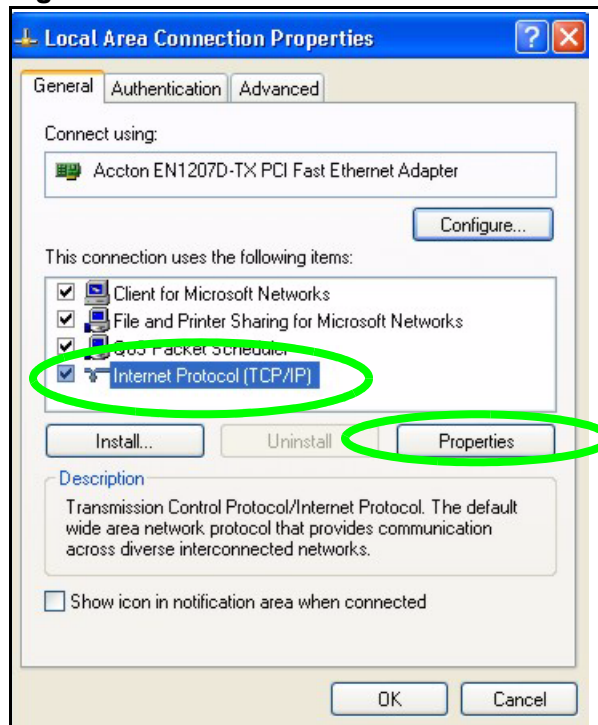 Local Area Connection Properties
General Authentication Advanced
Connect using:
Accton EN1207D-TX PCI Fast Ethernet Adapter
Configure...
This connection uses the following items:
Client for Microsoft Networks
File and Printer Sharing for Microsoft Networks
QoS Packet Scheduler
Internet Protocol (TCP/IP)
Install... Uninstall Properties
Description
Transmission Control Protocol/Internet Protocol. The default
wide area network protocol that provides communication
across diverse interconnected networks.
Show icon in notification area when connected
OK Cancel